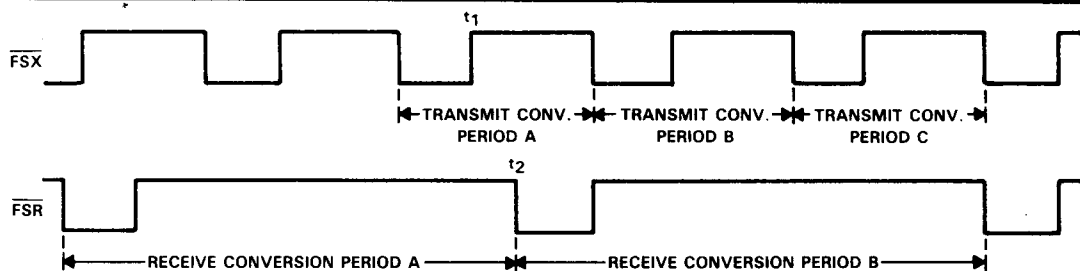 t1
FSX
TRANSMIT CONV. PERIOD A
TRANSMIT CONV. PERIOD B
TRANSMIT CONV. PERIOD C
t2
FSR
RECEIVE CONVERSION PERIOD A
RECEIVE CONVERSION PERIOD B